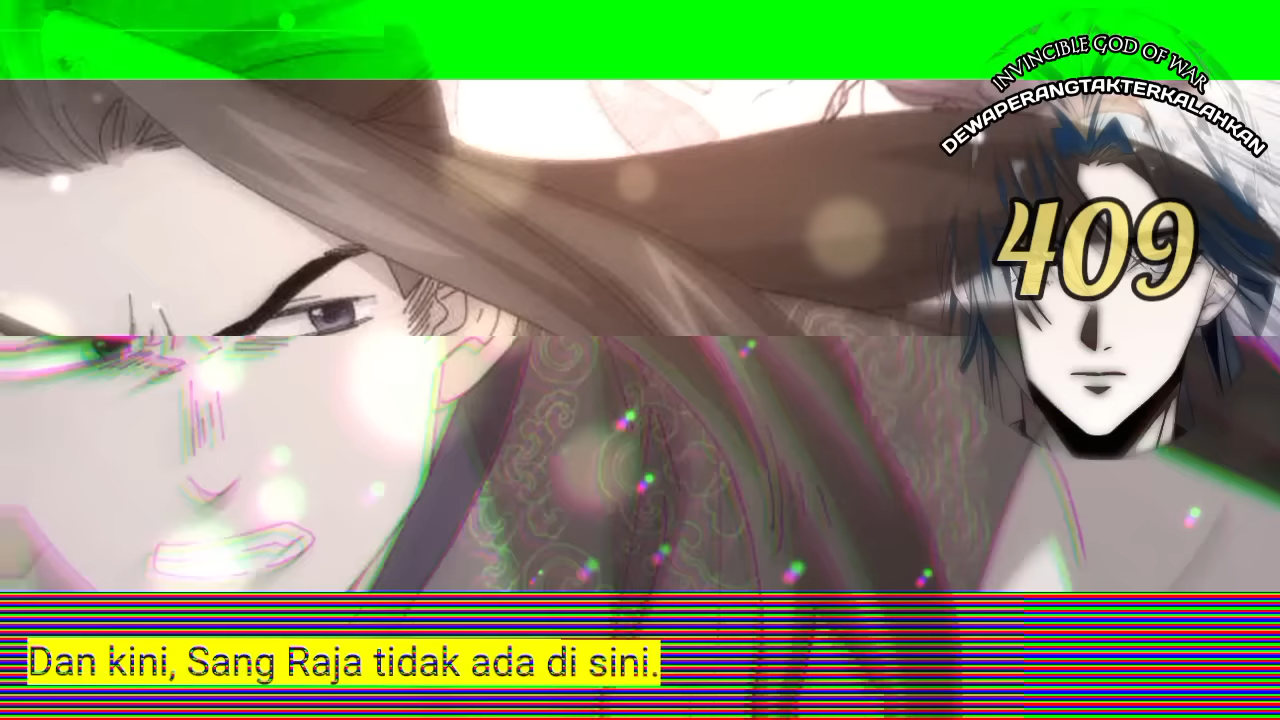 INVINCIBLE GOD OF WAR
DEWAPERANGTAKTERKALAHKAN
409
Dan kini, Sang Raja tidak ada di sini.